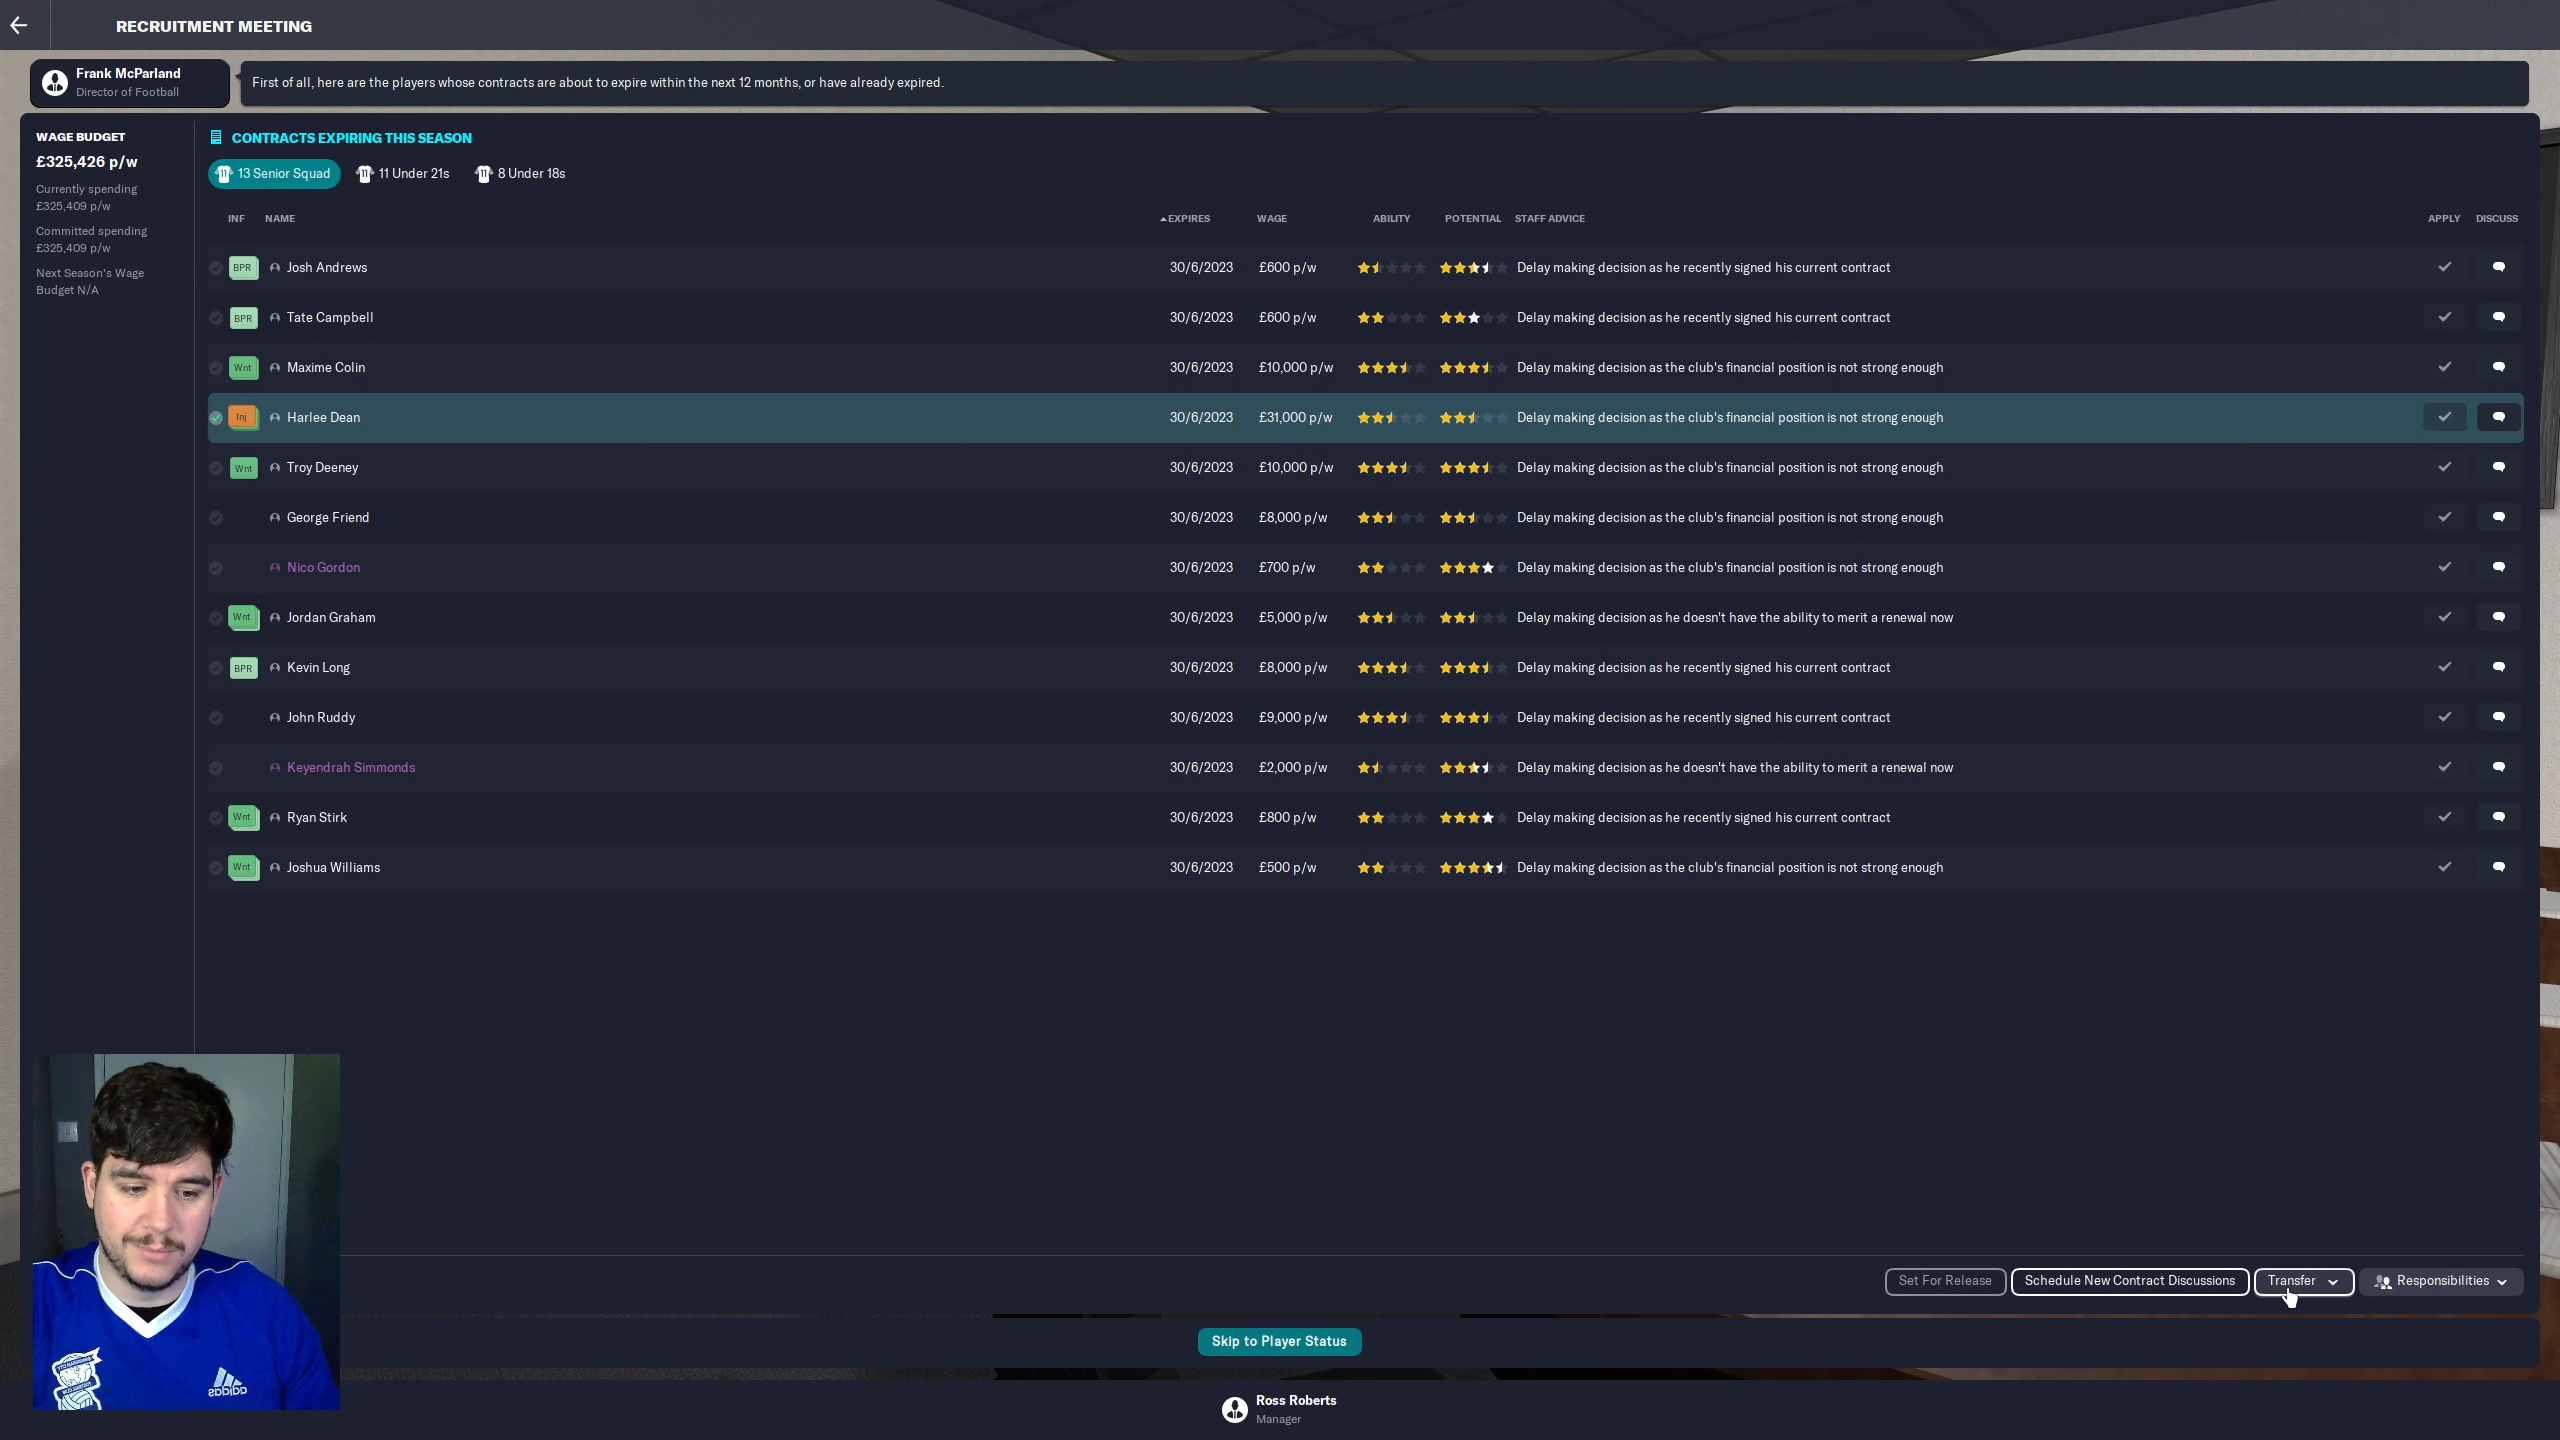 RECRUITMENT MEETING
Frank McParland
Director of Football
First of all, here are the players whose contracts are about to expire within the next 12 months, or have already expired.
WAGE BUDGET
£325,426 p/w
Currently spending
£325,409 p/w
Committed spending
£325,409 p/w
Next Season's Wage
Budget N/A
CONTRACTS EXPIRING THIS SEASON
13 Senior Squad 11 Under 21s 8 Under 18s
INF NAME EXPIRES WAGE ABILITY POTENTIAL STAFF ADVICE APPLY DISCUSS
BPR Josh Andrews 30/6/2023 £600 p/w Delay making decision as he recently signed his current contract
BPR Tate Campbell 30/6/2023 £600 p/w Delay making decision as he recently signed his current contract
Wnt Maxime Colin 30/6/2023 £10,000 p/w Delay making decision as the club's financial position is not strong enough
Inj Harlee Dean 30/6/2023 £31,000 p/w Delay making decision as the club's financial position is not strong enough
Wnt Troy Deeney 30/6/2023 £10,000 p/w Delay making decision as the club's financial position is not strong enough
George Friend 30/6/2023 £8,000 p/w Delay making decision as the club's financial position is not strong enough
Nico Gordon 30/6/2023 £700 p/w Delay making decision as the club's financial position is not strong enough
Wnt Jordan Graham 30/6/2023 £5,000 p/w Delay making decision as he doesn't have the ability to merit a renewal now
BPR Kevin Long 30/6/2023 £8,000 p/w Delay making decision as he recently signed his current contract
John Ruddy 30/6/2023 £9,000 p/w Delay making decision as he recently signed his current contract
Keyendrah Simmonds 30/6/2023 £2,000 p/w Delay making decision as he doesn't have the ability to merit a renewal now
Wnt Ryan Stirk 30/6/2023 £800 p/w Delay making decision as he recently signed his current contract
Wnt Joshua Williams 30/6/2023 £500 p/w Delay making decision as the club's financial position is not strong enough
Set For Release Schedule New Contract Discussions Transfer Responsibilities
Skip to Player Status
adidas
Ross Roberts
Manager